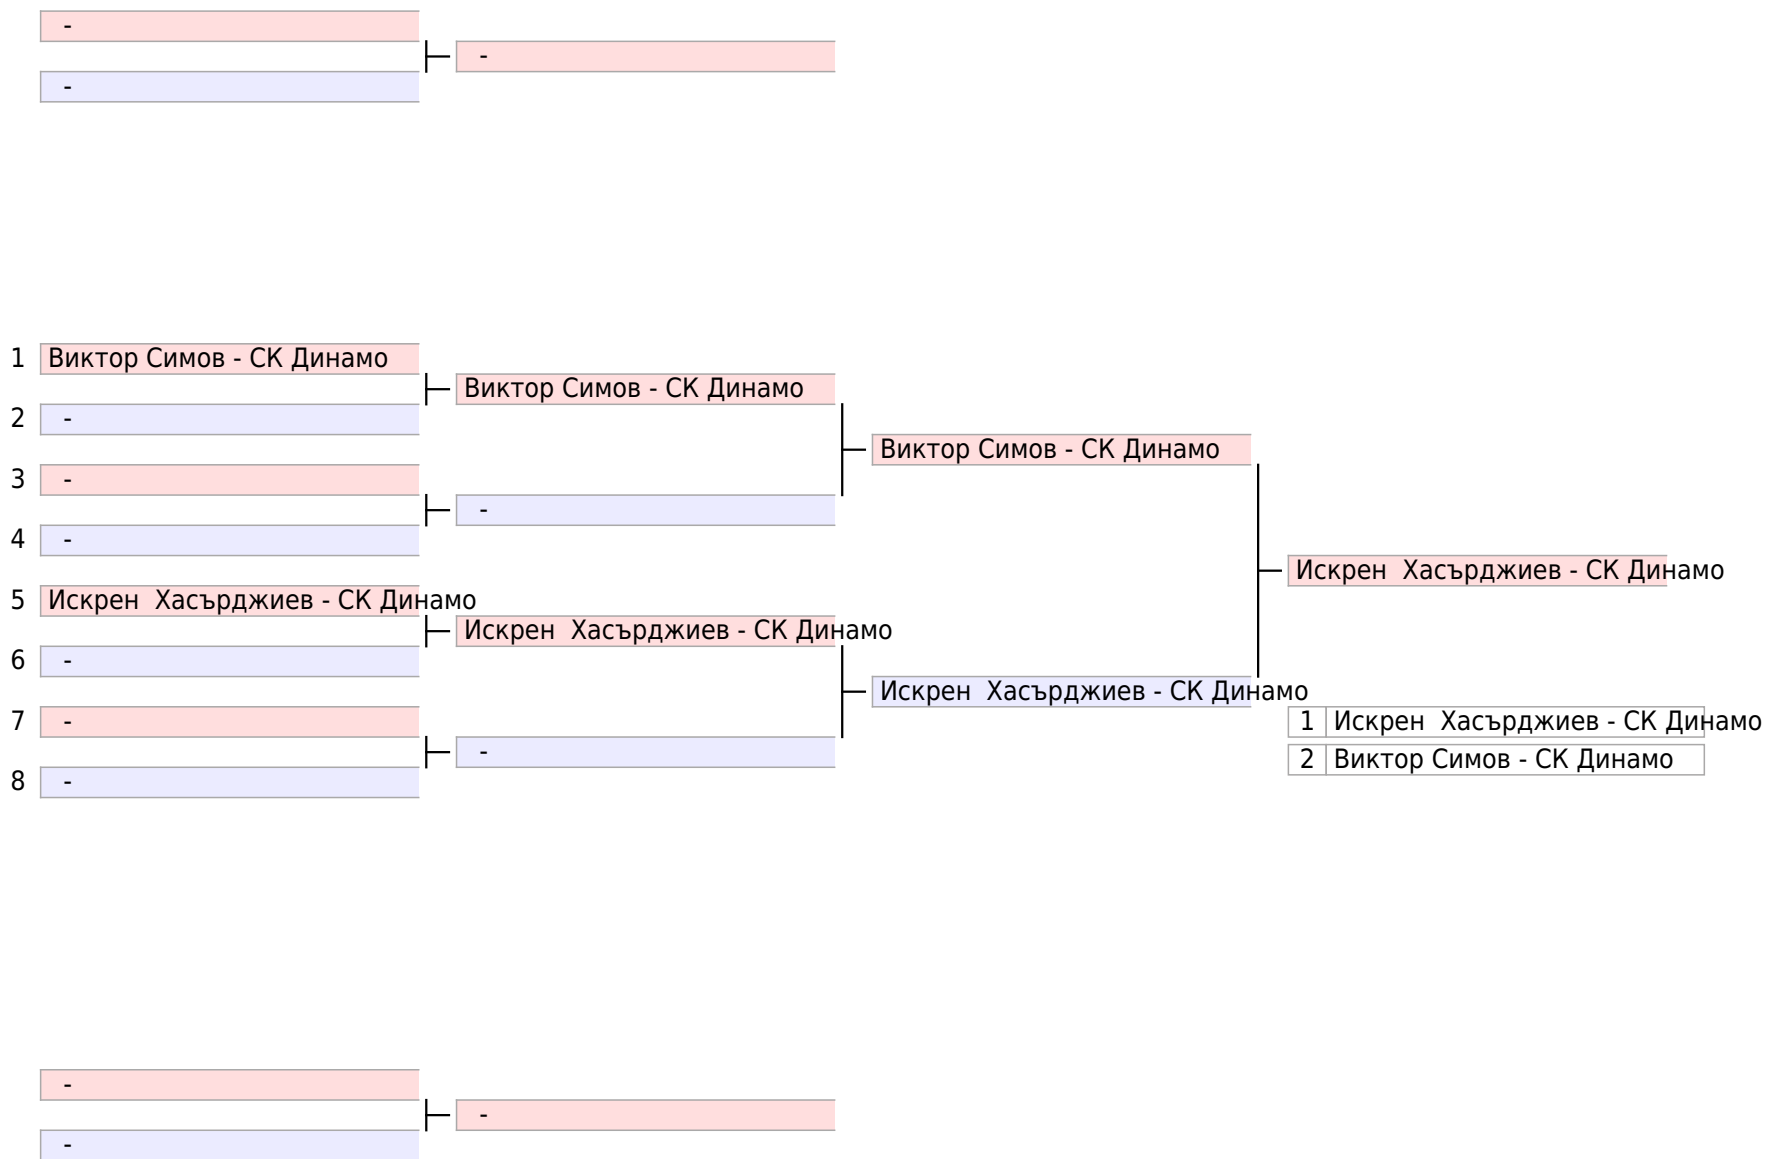 -
-
-
1 Виктор Симов - СК Динамо
Виктор Симов - СК Динамо
2 -
Виктор Симов - СК Динамо
3 -
-
4 -
Искрен  Хасърджиев - СК Динамо
5 Искрен  Хасърджиев - СК Динамо
Искрен  Хасърджиев - СК Динамо
6 -
Искрен  Хасърджиев - СК Динамо
7 -
1 Искрен  Хасърджиев - СК Динамо
-
2 Виктор Симов - СК Динамо
8 -
-
-
-